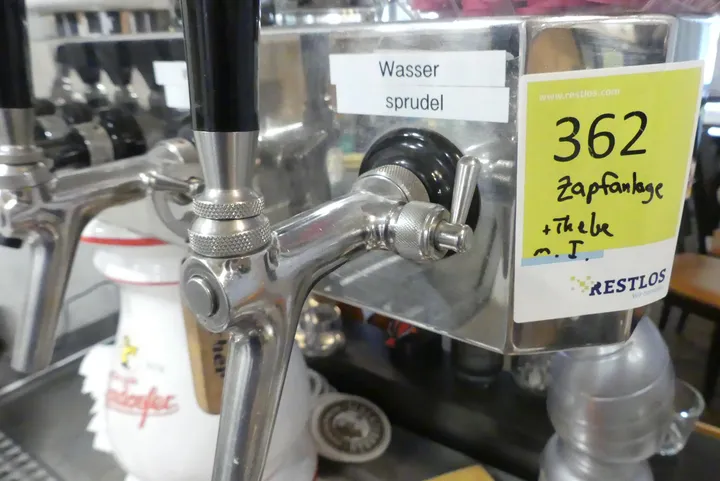 Wasser
sprudel
www.restlos.com
362
Zapfanlage
+ Theke
m. I.
RESTLOS